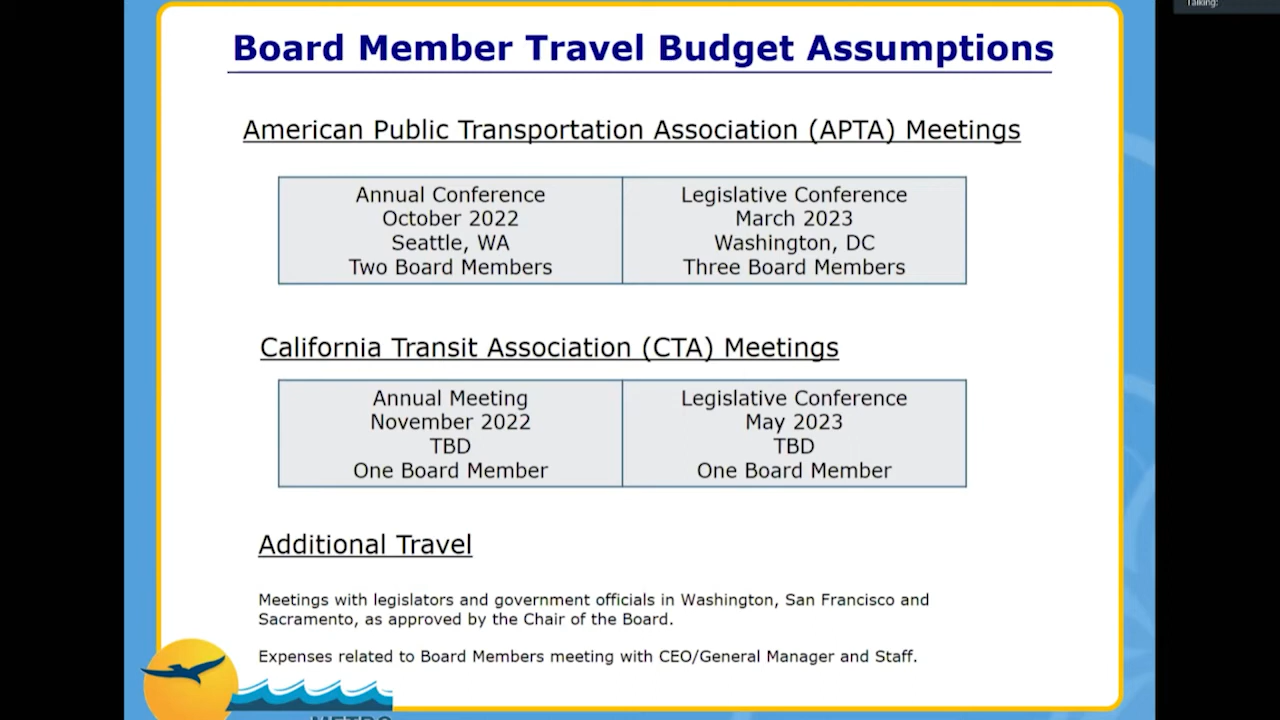 Talking:
Board Member Travel Budget Assumptions
American Public Transportation Association (APTA) Meetings
Annual Conference
October 2022
Seattle, WA
Two Board Members
Legislative Conference
March 2023
Washington, DC
Three Board Members
California Transit Association (CTA) Meetings
Annual Meeting
November 2022
TBD
One Board Member
Legislative Conference
May 2023
TBD
One Board Member
Additional Travel
Meetings with legislators and government officials in Washington, San Francisco and
Sacramento, as approved by the Chair of the Board.
Expenses related to Board Members meeting with CEO/General Manager and Staff.
METRO